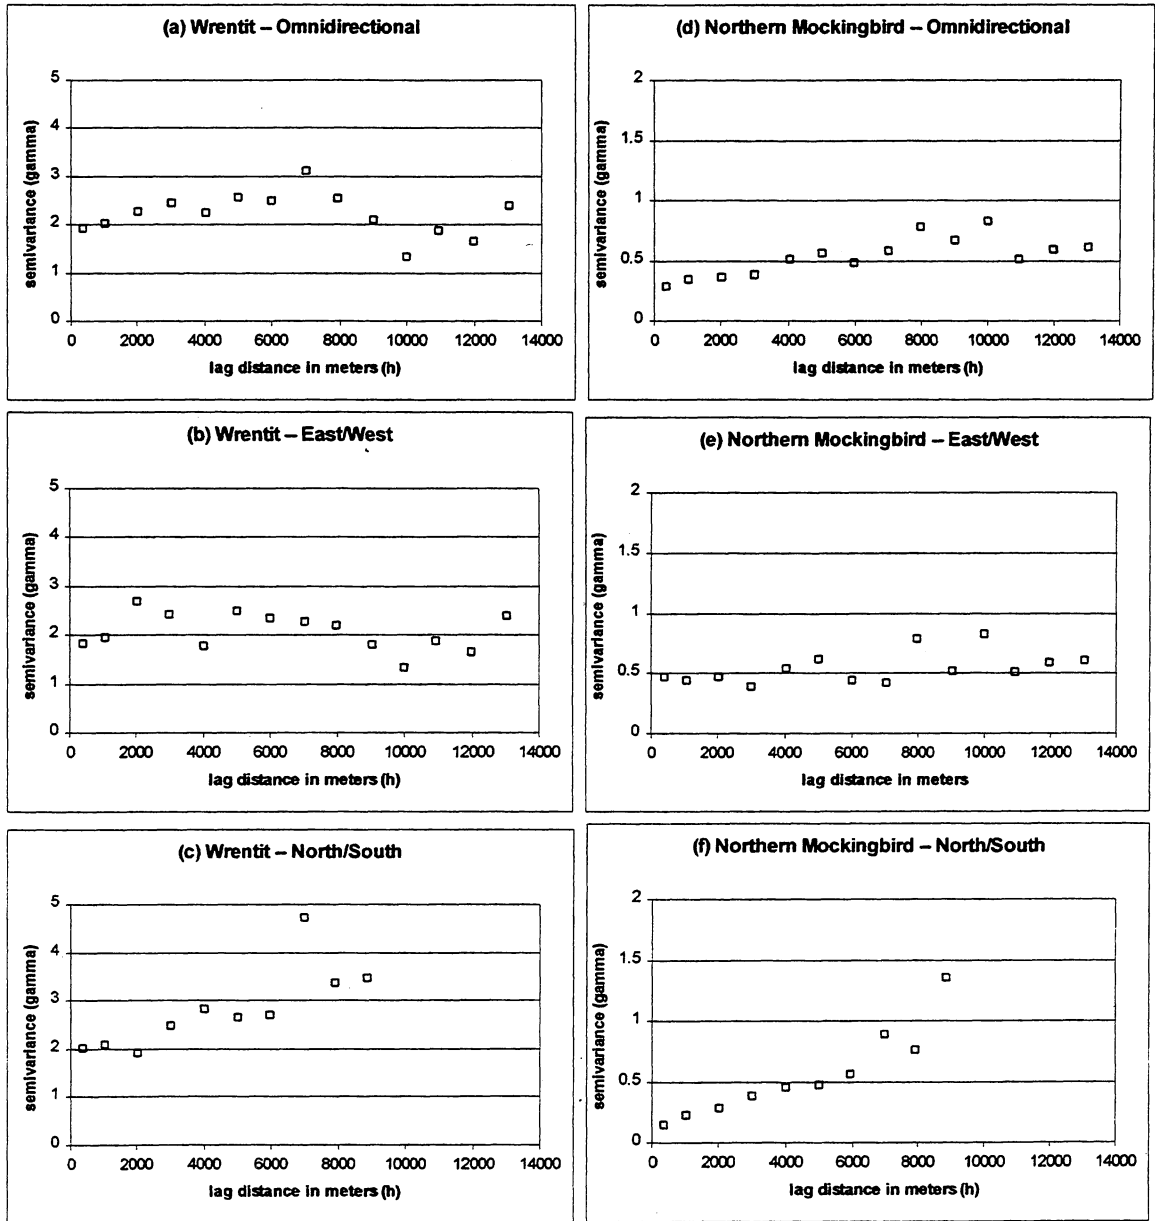 (a) Wrentit – Omnidirectional
semivariance (gamma)
5
4
3
2
1
0
0 2000 4000 6000 8000 10000 12000 14000
lag distance in meters (h)
(d) Northern Mockingbird – Omnidirectional
semivariance (gamma)
2
1.5
1
0.5
0
0 2000 4000 6000 8000 10000 12000 14000
lag distance in meters (h)
(b) Wrentit – East/West
semivariance (gamma)
5
4
3
2
1
0
0 2000 4000 6000 8000 10000 12000 14000
lag distance in meters (h)
(e) Northern Mockingbird – East/West
semivariance (gamma)
2
1.5
1
0.5
0
0 2000 4000 6000 8000 10000 12000 14000
lag distance in meters
(c) Wrentit – North/South
semivariance (gamma)
5
4
3
2
1
0
0 2000 4000 6000 8000 10000 12000 14000
lag distance in meters (h)
(f) Northern Mockingbird – North/South
semivariance (gamma)
2
1.5
1
0.5
0
0 2000 4000 6000 8000 10000 12000 14000
lag distance in meters (h)